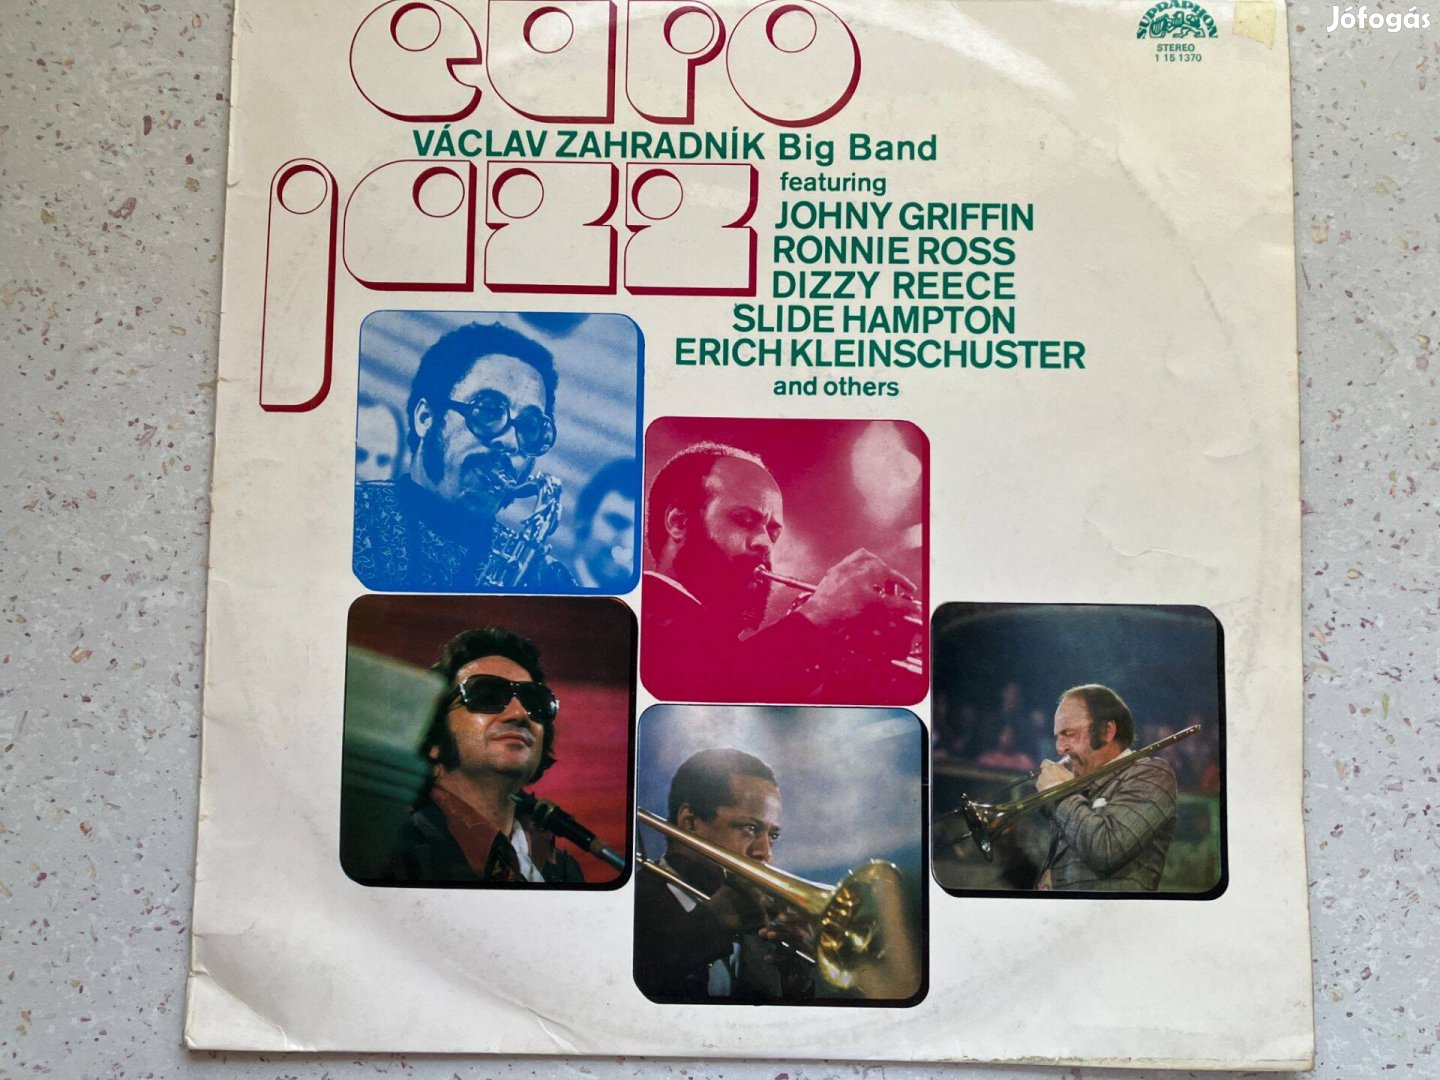 Jófogás
SUPRAPHON
STEREO
1 15 1370
euro
VÁCLAV ZAHRADNÍK Big Band
jazz
featuring
JOHNY GRIFFIN
RONNIE ROSS
DIZZY REECE
SLIDE HAMPTON
ERICH KLEINSCHUSTER
and others